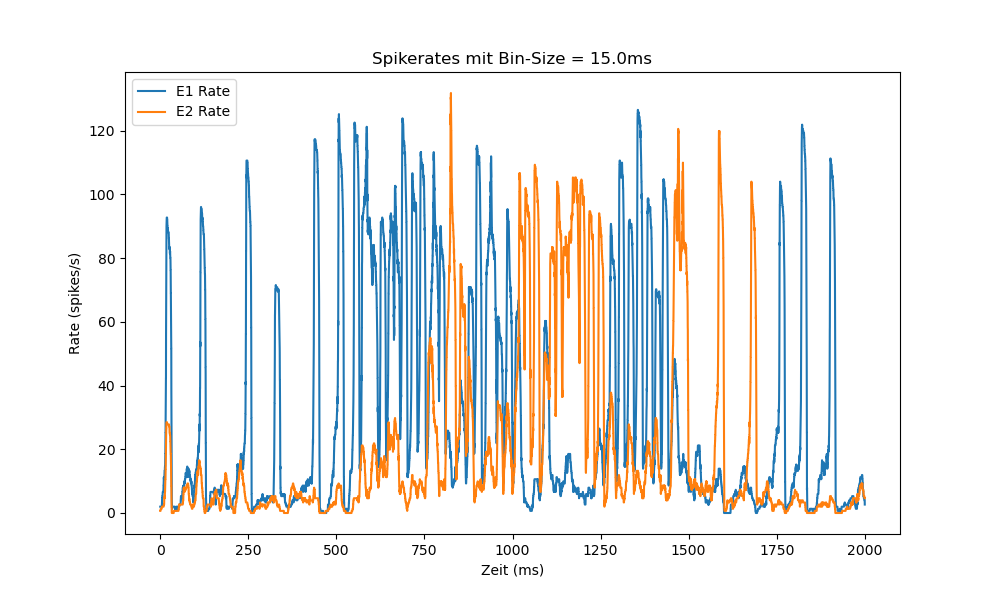 Spikerates mit Bin-Size = 15.0ms
E1 Rate
E2 Rate
Rate (spikes/s)
120
100
80
60
40
20
0
0 250 500 750 1000 1250 1500 1750 2000
Zeit (ms)